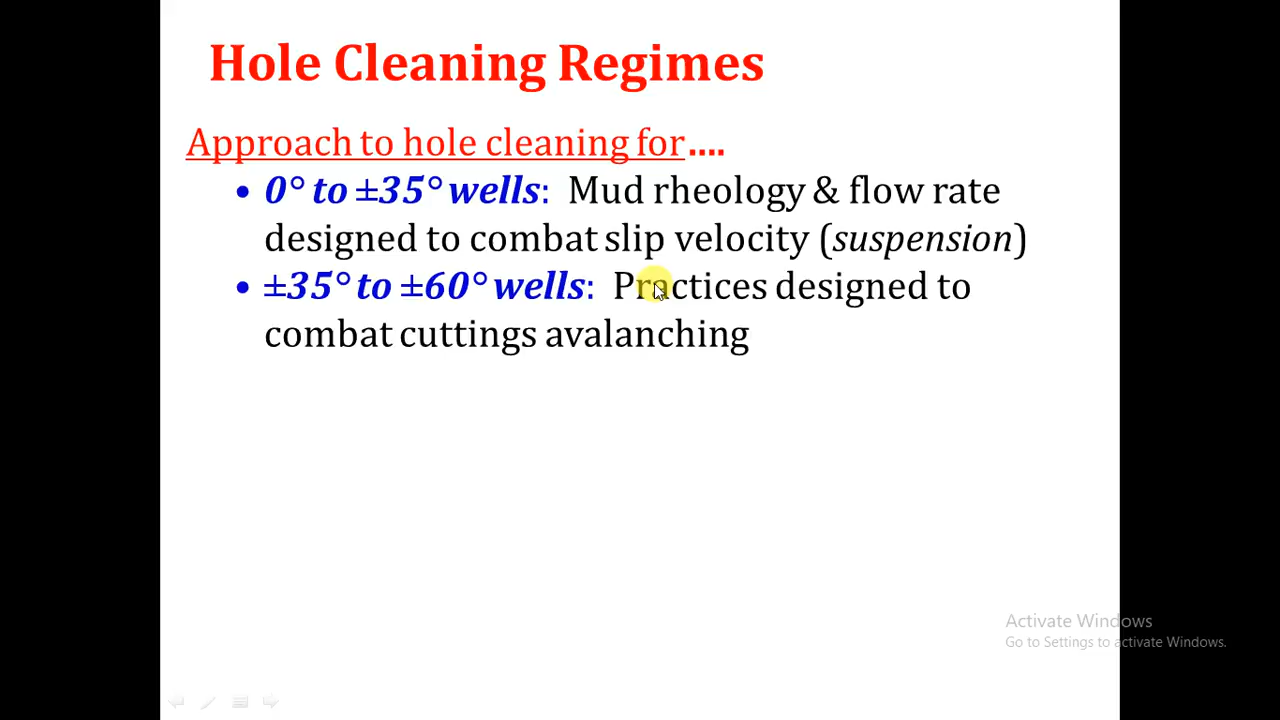 Hole Cleaning Regimes
Approach to hole cleaning for....
• 0° to ±35° wells: Mud rheology & flow rate
designed to combat slip velocity (suspension)
• ±35° to ±60° wells: Practices designed to
combat cuttings avalanching
Activate Windows
Go to Settings to activate Windows.